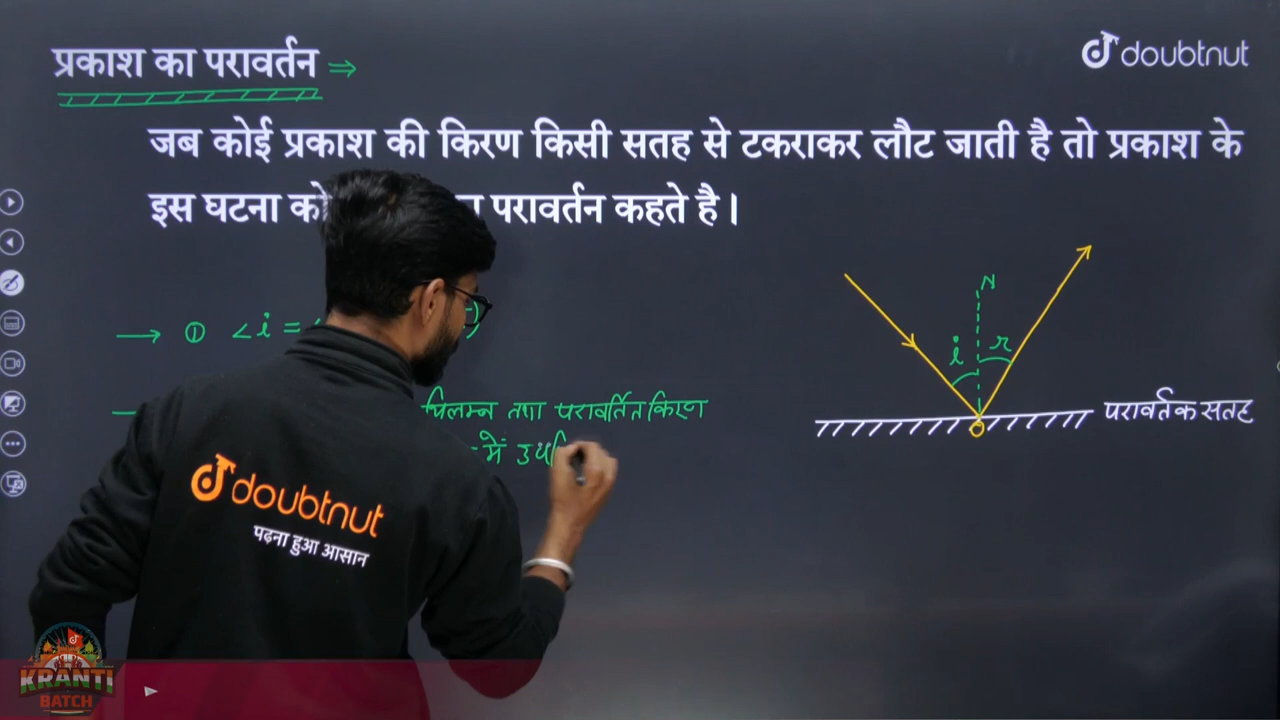 प्रकाश का परावर्तन ⇒
doubtnut
जब कोई प्रकाश की किरण किसी सतह से टकराकर लौट जाती है तो प्रकाश के
इस घटना को परावर्तन कहते है।
→ ① ∠i =
तथा परावर्तित किरण
में
N
i
r
परावर्तक सतह
O
doubtnut
पढ़ना हुआ आसान
KRANTI
BATCH